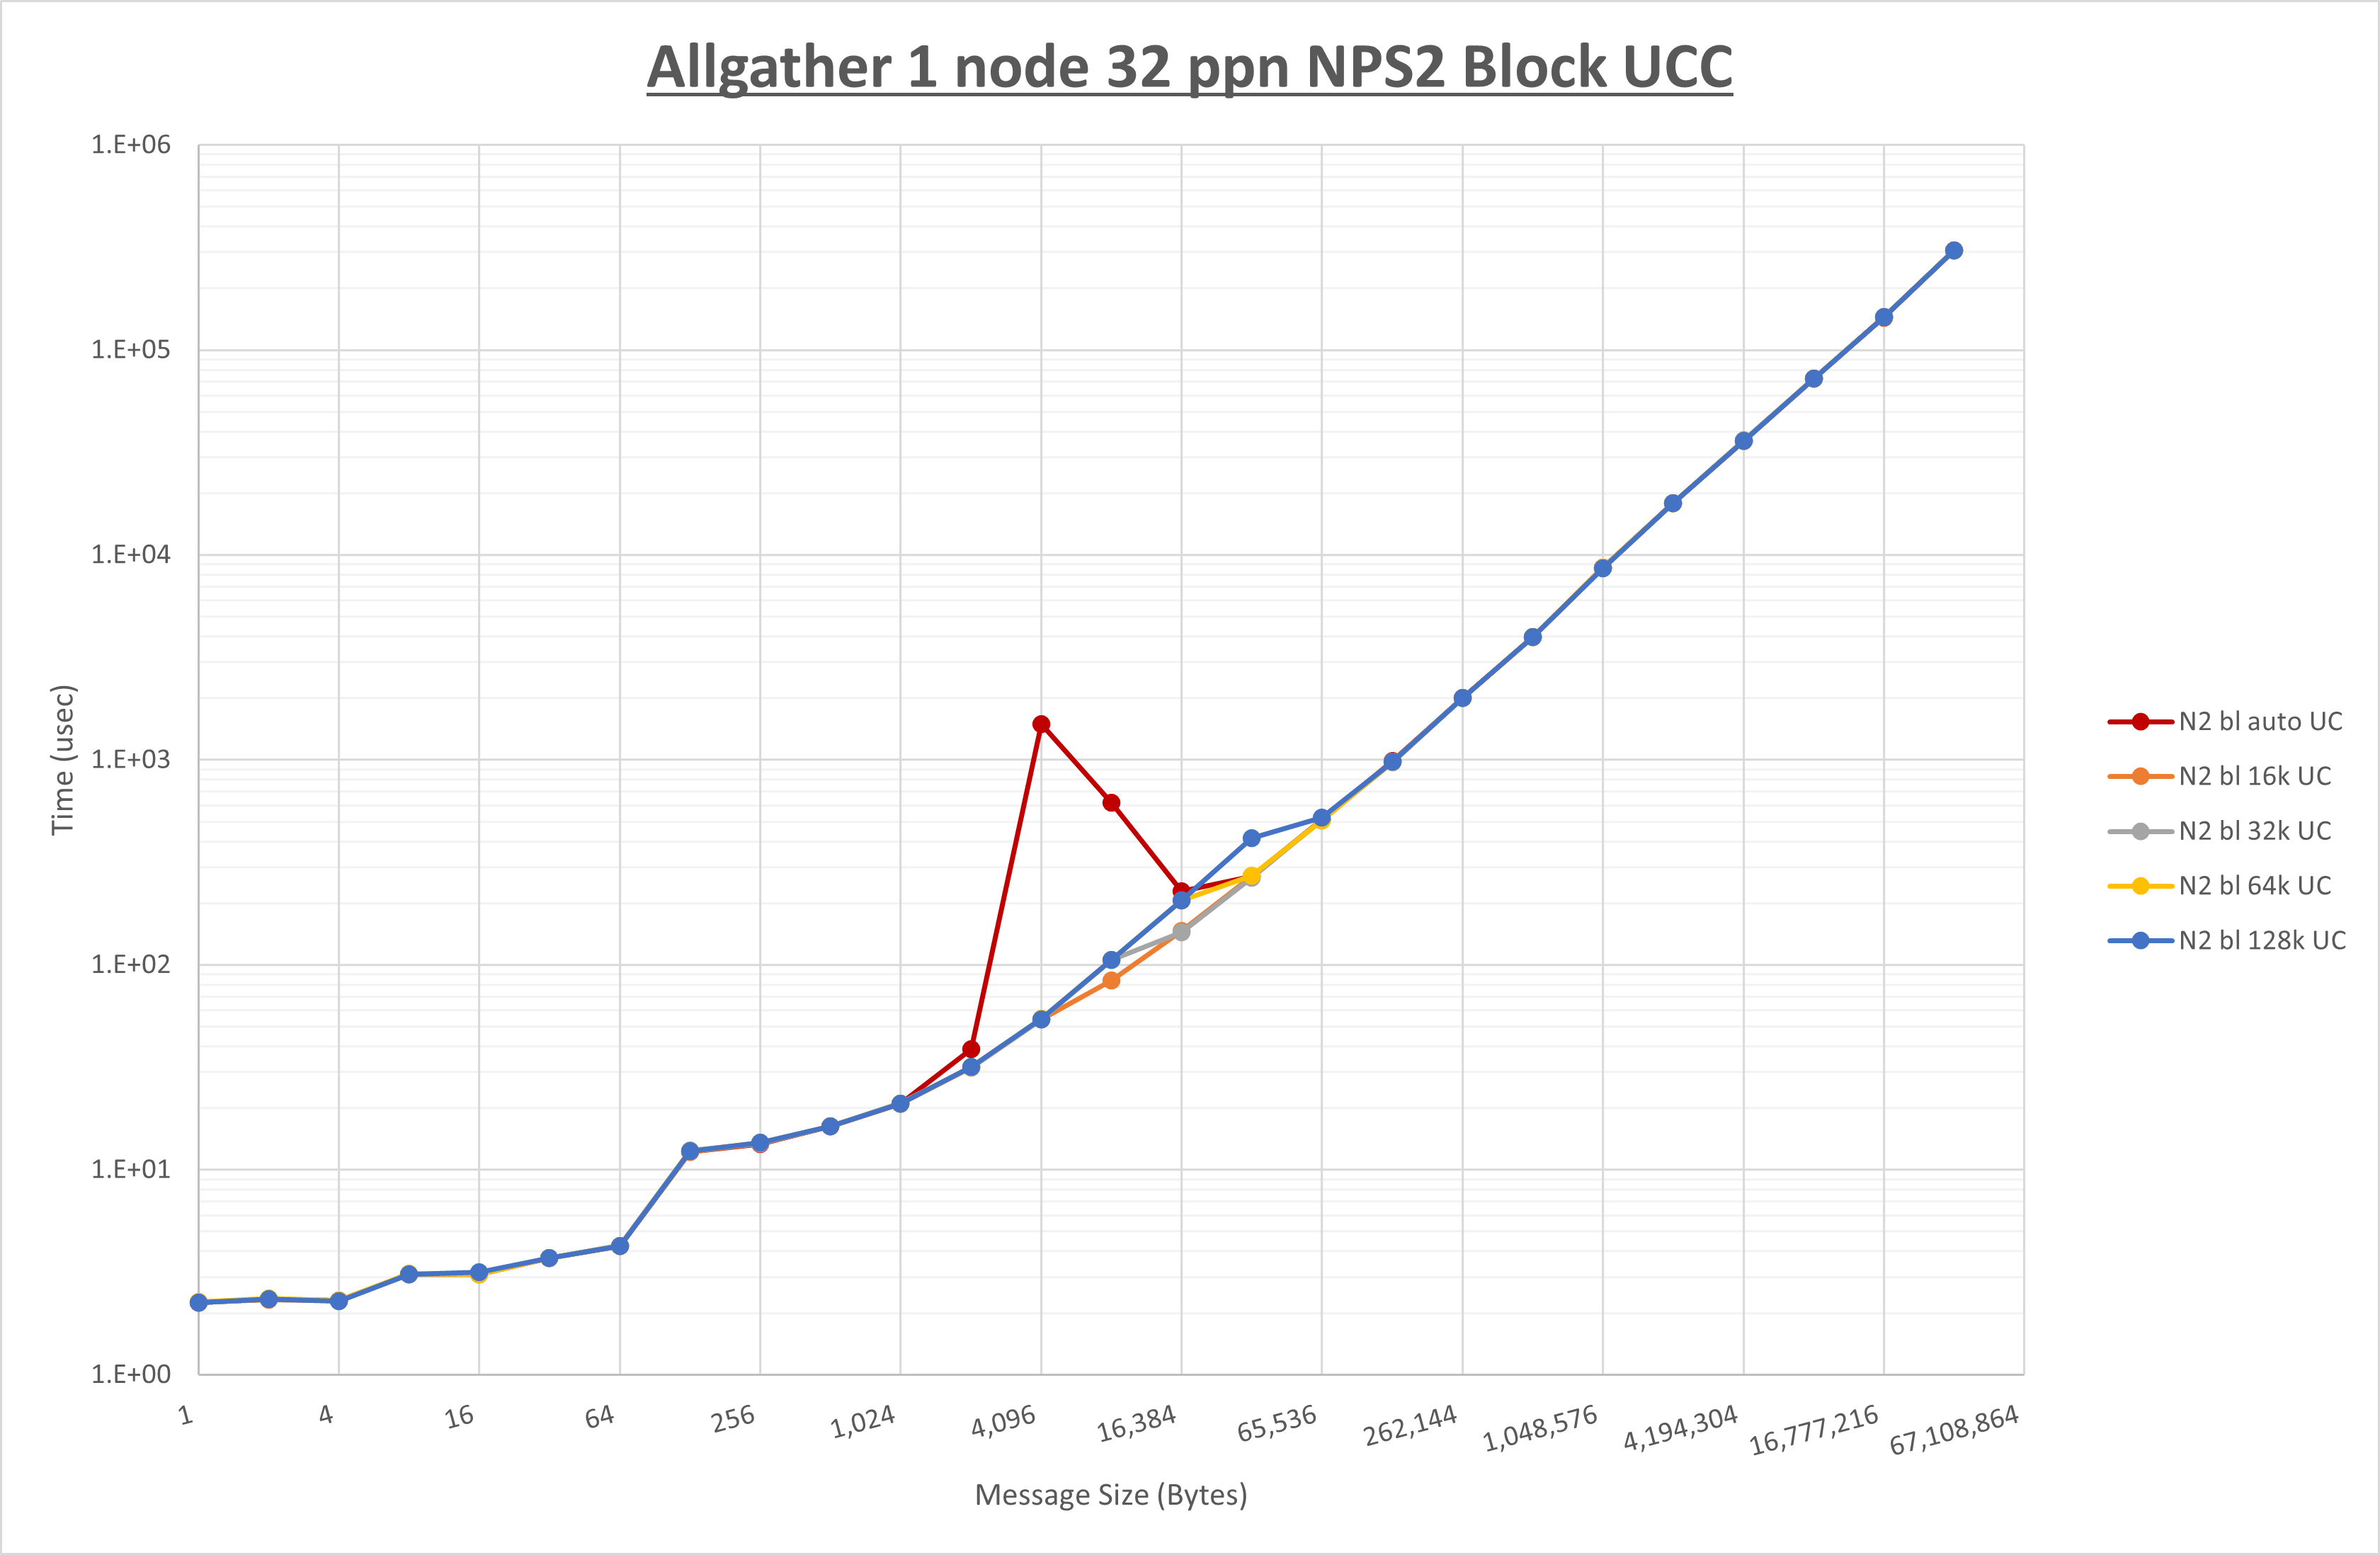 Allgather 1 node 32 ppn NPS2 Block UCC
1.E+06
1.E+05
1.E+04
1.E+03
1.E+02
1.E+01
1.E+00
Time (usec)
1
4
16
64
256
1,024
4,096
16,384
65,536
262,144
1,048,576
4,194,304
16,777,216
67,108,864
Message Size (Bytes)
N2 bl auto UC
N2 bl 16k UC
N2 bl 32k UC
N2 bl 64k UC
N2 bl 128k UC